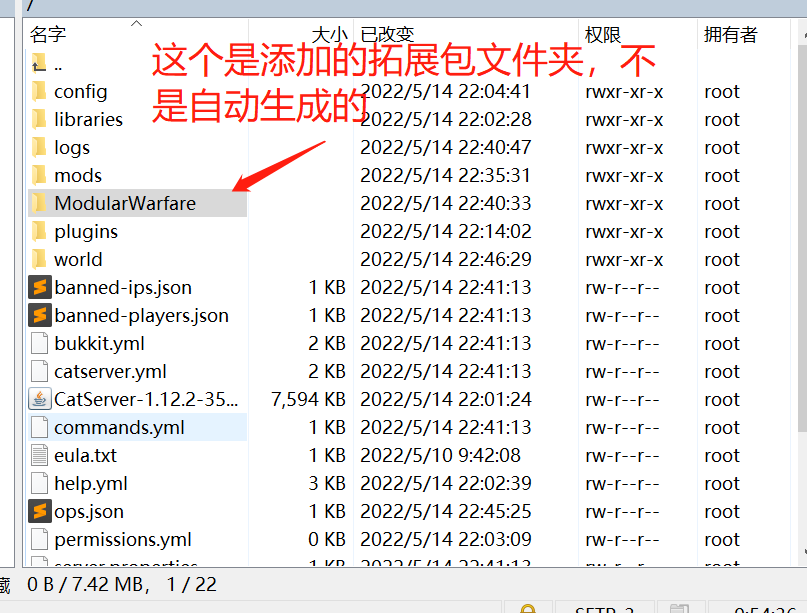 /
名字 大小 已改变 权限 拥有者
这个是添加的拓展包文件夹，不
是自动生成的
..
config 2022/5/14 22:04:41 rwxr-xr-x root
libraries 2022/5/14 22:02:28 rwxr-xr-x root
logs 2022/5/14 22:40:47 rwxr-xr-x root
mods 2022/5/14 22:35:31 rwxr-xr-x root
ModularWarfare 2022/5/14 22:40:33 rwxr-xr-x root
plugins 2022/5/14 22:14:02 rwxr-xr-x root
world 2022/5/14 22:46:29 rwxr-xr-x root
banned-ips.json 1 KB 2022/5/14 22:41:13 rw-r--r-- root
banned-players.json 1 KB 2022/5/14 22:41:13 rw-r--r-- root
bukkit.yml 2 KB 2022/5/14 22:41:13 rw-r--r-- root
catserver.yml 2 KB 2022/5/14 22:41:13 rw-r--r-- root
CatServer-1.12.2-35... 7,594 KB 2022/5/14 22:01:24 rw-r--r-- root
commands.yml 1 KB 2022/5/14 22:41:13 rw-r--r-- root
eula.txt 1 KB 2022/5/10 9:42:08 rw-r--r-- root
help.yml 3 KB 2022/5/14 22:02:39 rw-r--r-- root
ops.json 1 KB 2022/5/14 22:45:25 rw-r--r-- root
permissions.yml 0 KB 2022/5/14 22:03:09 rw-r--r-- root
server.properties 1 KB 2022/5/14 22:41:13 rw-r--r-- root
藏 0 B / 7.42 MB， 1 / 22
SFTP-3 0:54:26